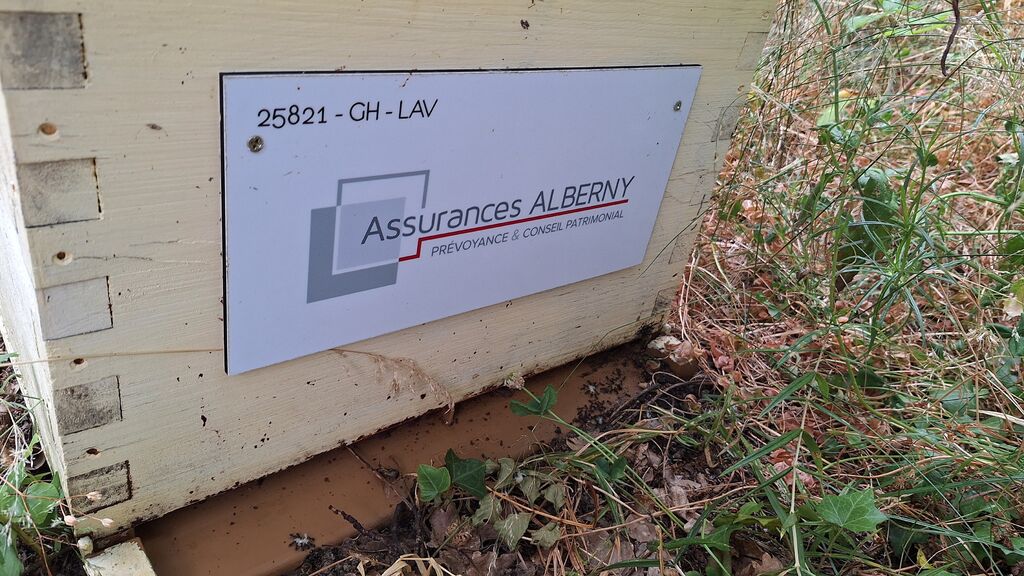 25821 - GH - LAV
Assurances ALBERNY
PRÉVOYANCE & CONSEIL PATRIMONIAL